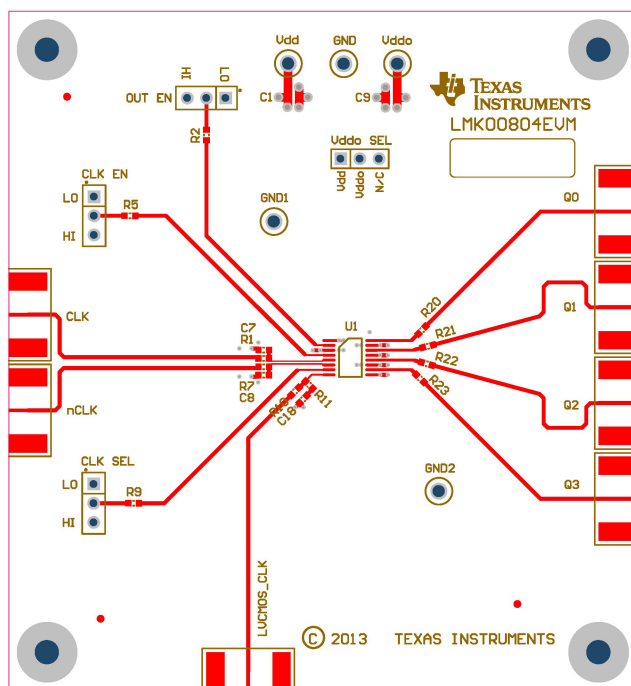 Vdd
GND
Vddo
HI
LO
OUT EN
C1
C9
TEXAS
INSTRUMENTS
LMK00804EVM
R2
Vddo SEL
Vdd
Vddo
N/C
CLK EN
LO
HI
R5
GND1
Q0
CLK
C7
R1
U1
R20
R21
Q1
R22
R23
R7
C8
nCLK
R10
R11
C18
Q2
CLK SEL
LO
HI
R9
GND2
Q3
LVCMOS_CLK
© 2013 TEXAS INSTRUMENTS